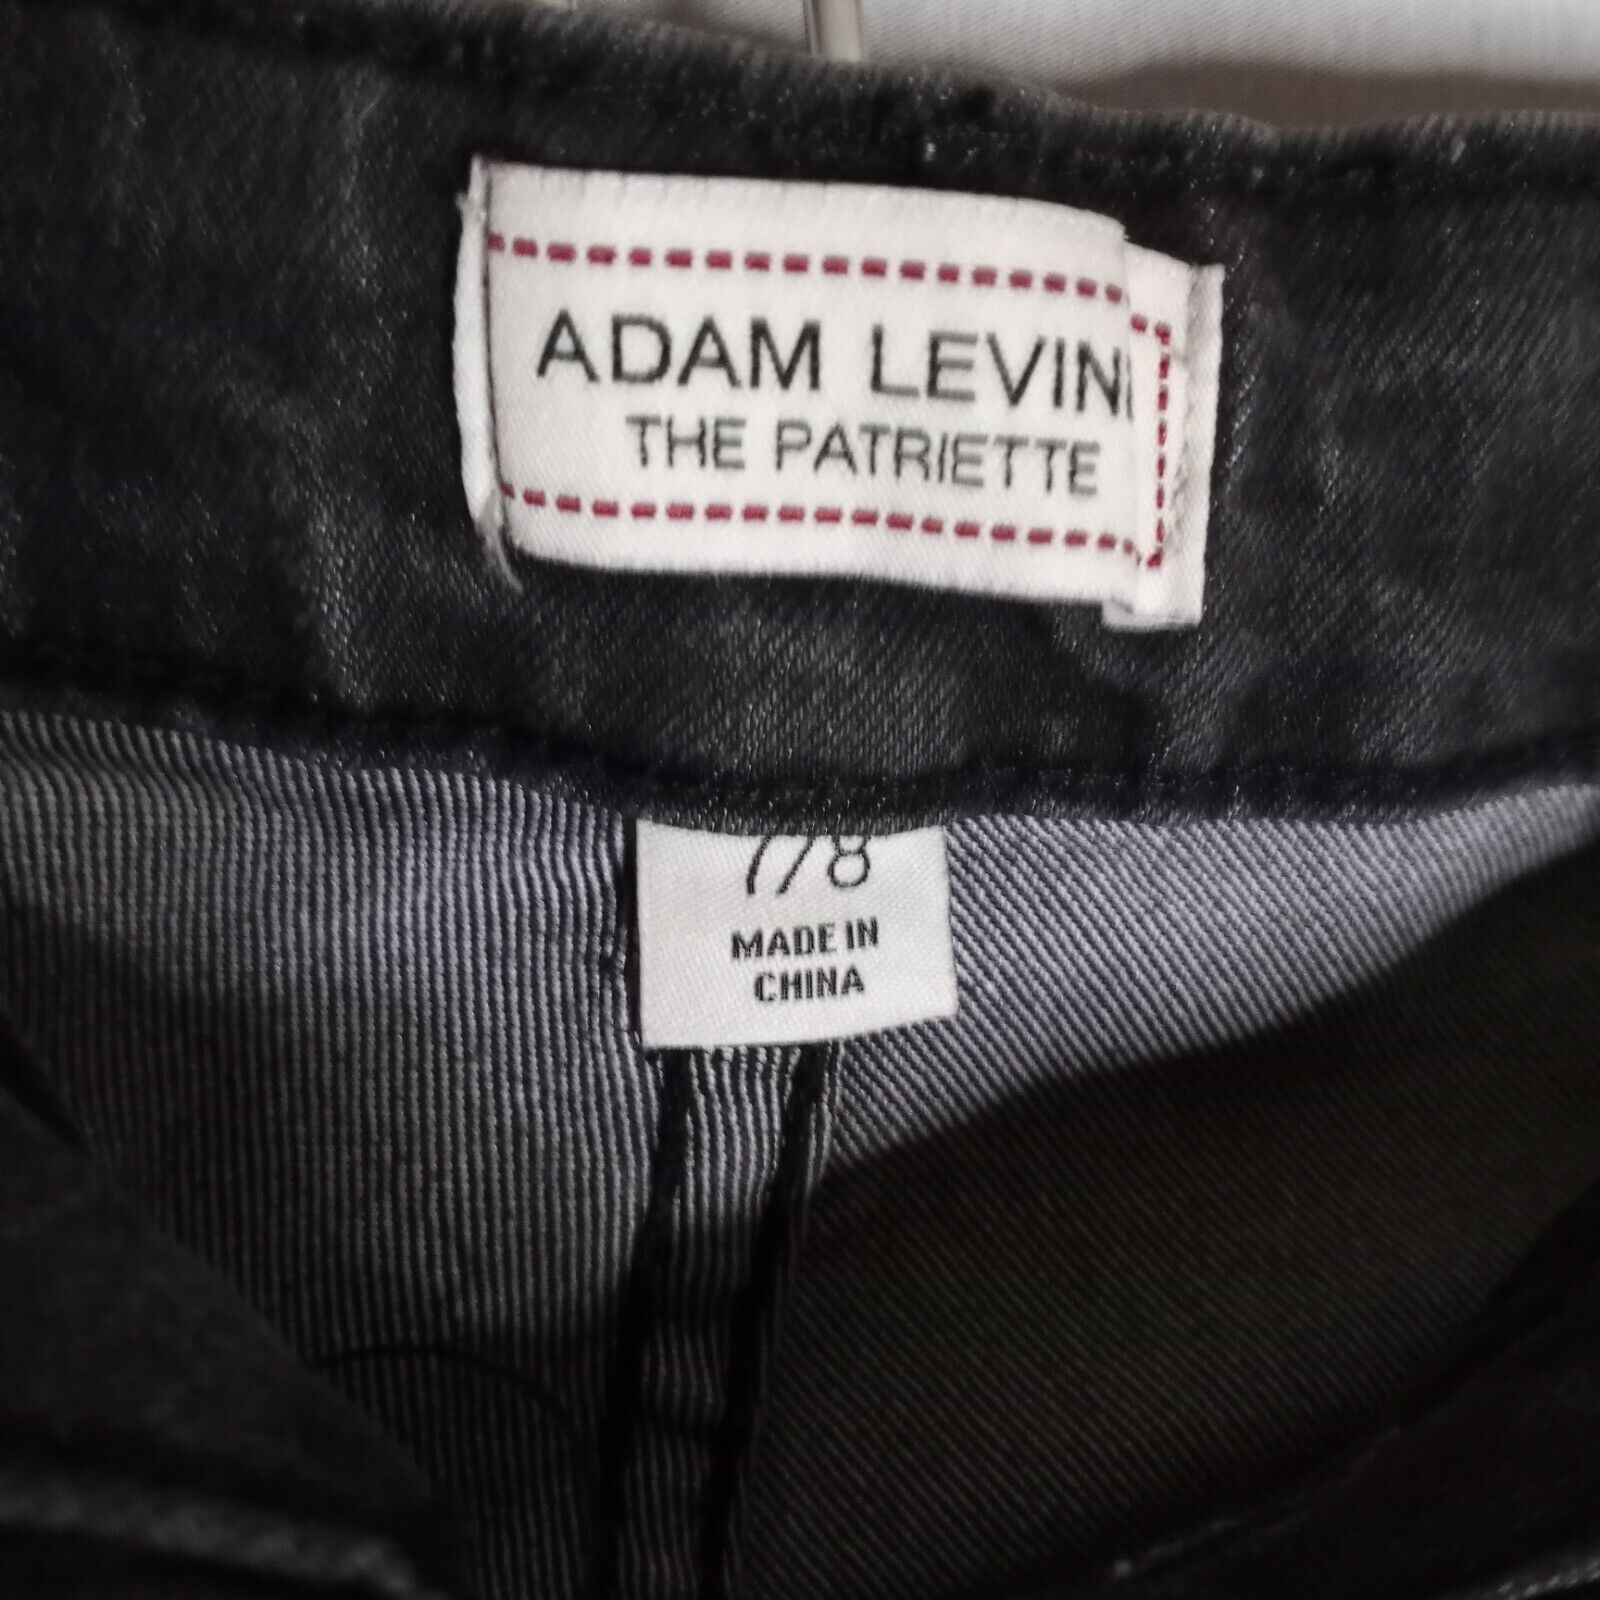 ADAM LEVIN
THE PATRIETTE
7/8
MADE IN
CHINA